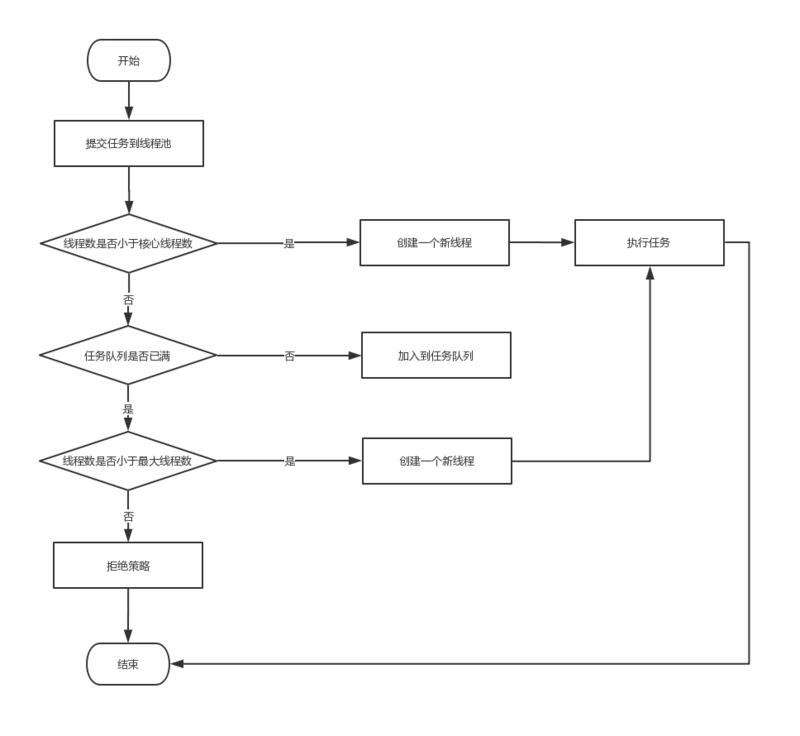 开始
提交任务到线程池
线程数是否小于核心线程数
是
创建一个新线程
执行任务
否
任务队列是否已满
否
加入到任务队列
是
线程数是否小于最大线程数
是
创建一个新线程
否
拒绝策略
结束